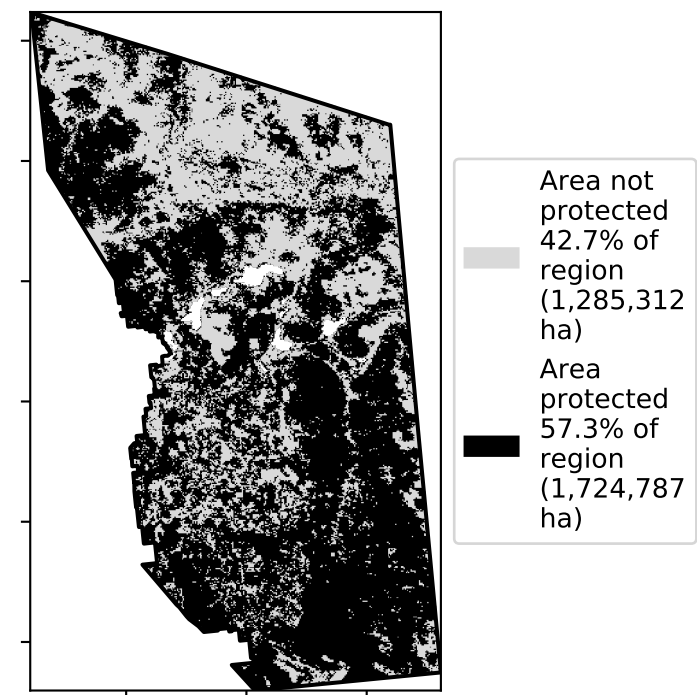 Area not
protected
42.7% of
region
(1,285,312
ha)
Area
protected
57.3% of
region
(1,724,787
ha)